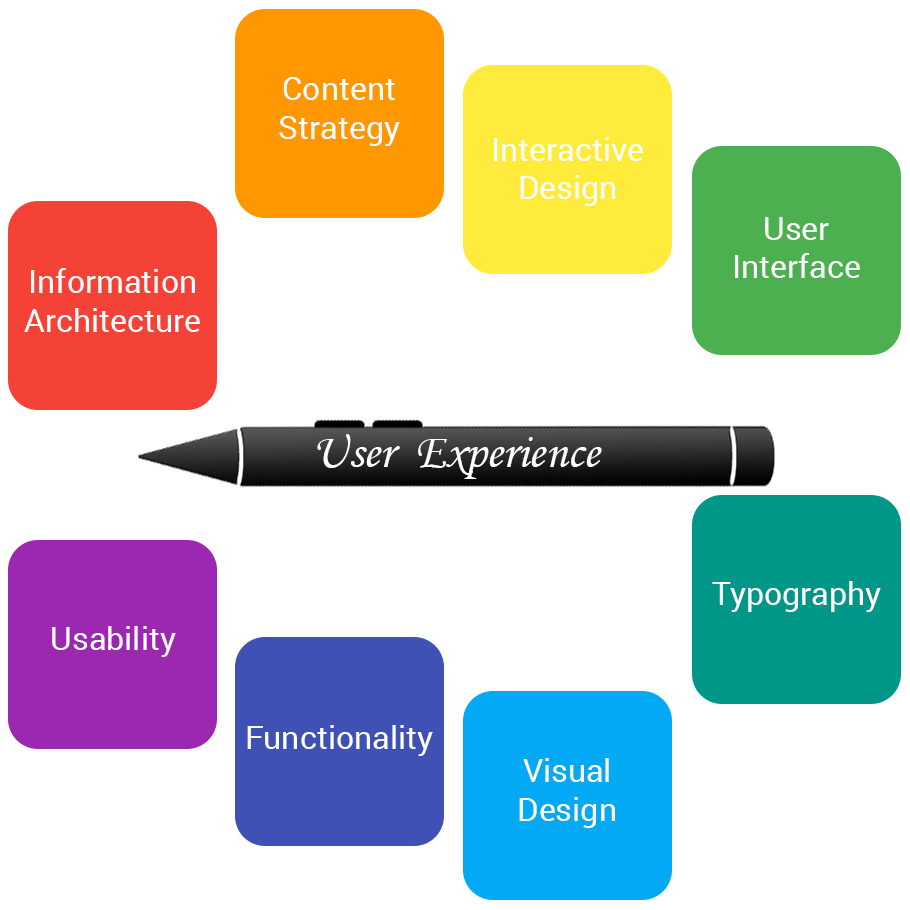 Content
Strategy
Interactive
Design
User
Interface
Information
Architecture
User Experience
Typography
Usability
Functionality
Visual
Design